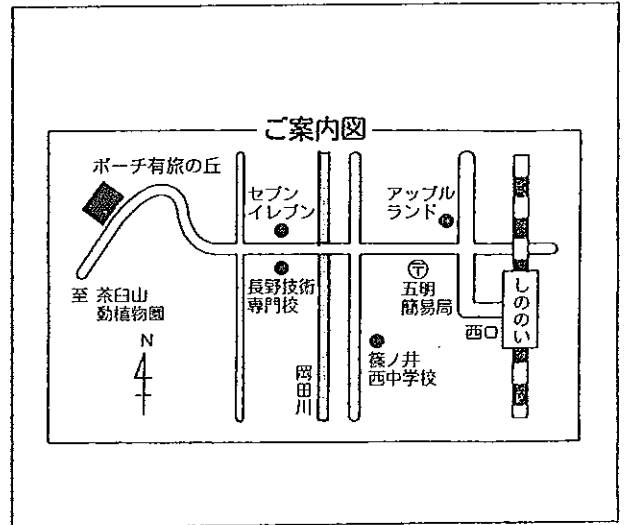 ご案内図
ポーチ有旅の丘
セブン
イレブン
アップル
ランド
至 茶臼山
動植物園
長野技術
専門校
〒
五明
簡易局
しののい
西口
N
岡田川
篠ノ井
西中学校